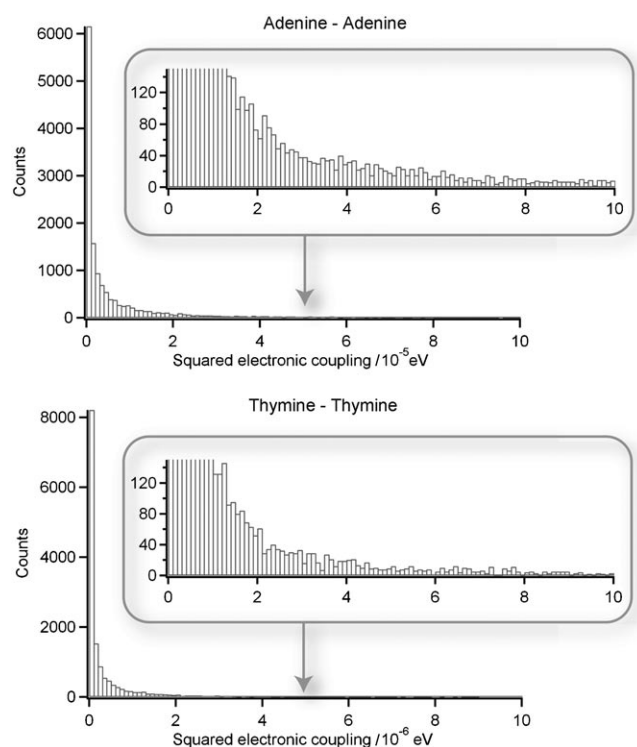 Adenine - Adenine
6000
5000
4000
3000
2000
1000
0
Counts
120
80
40
0
0 2 4 6 8 10
0 2 4 6 8 10
Squared electronic coupling /10⁻⁵eV
Thymine - Thymine
8000
6000
4000
2000
0
Counts
120
80
40
0
0 2 4 6 8 10
0 2 4 6 8 10
Squared electronic coupling /10⁻⁶eV